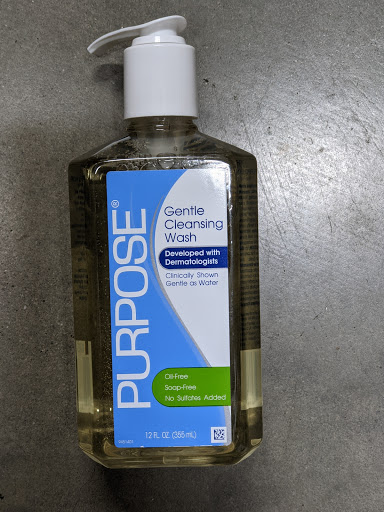 PURPOSE®
Gentle
Cleansing
Wash
Developed with
Dermatologists
Clinically Shown
Gentle as Water
Oil-Free
Soap-Free
No Sulfates Added
12 FL. OZ. (355 mL)